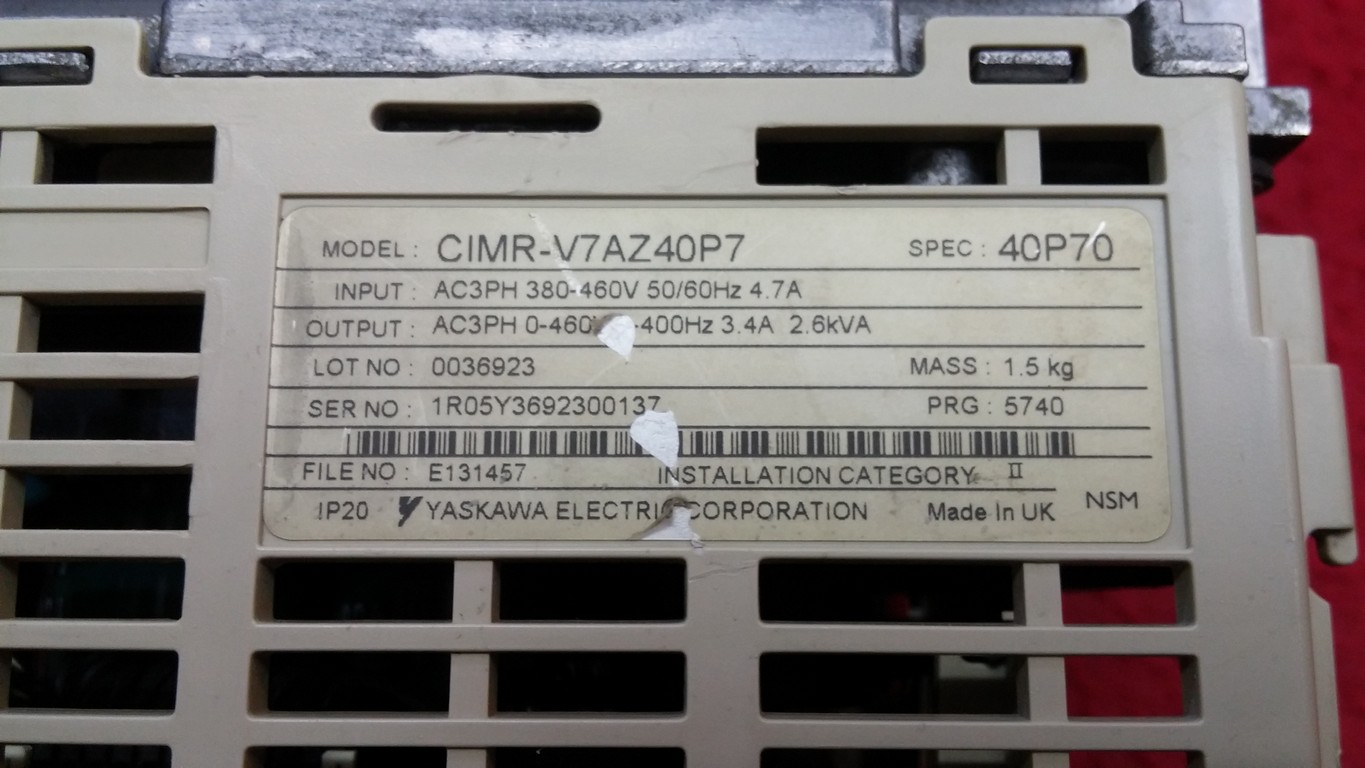 MODEL : CIMR-V7AZ40P7 SPEC : 40P70
INPUT : AC3PH 380-460V 50/60Hz 4.7A
OUTPUT : AC3PH 0-460 -400Hz 3.4A 2.6kVA
LOT NO : 0036923 MASS : 1.5 kg
SER NO : 1R05Y3692300137 PRG : 5740
FILE NO : E131457 INSTALLATION CATEGORY II
IP20 YASKAWA ELECTRIC CORPORATION Made In UK NSM